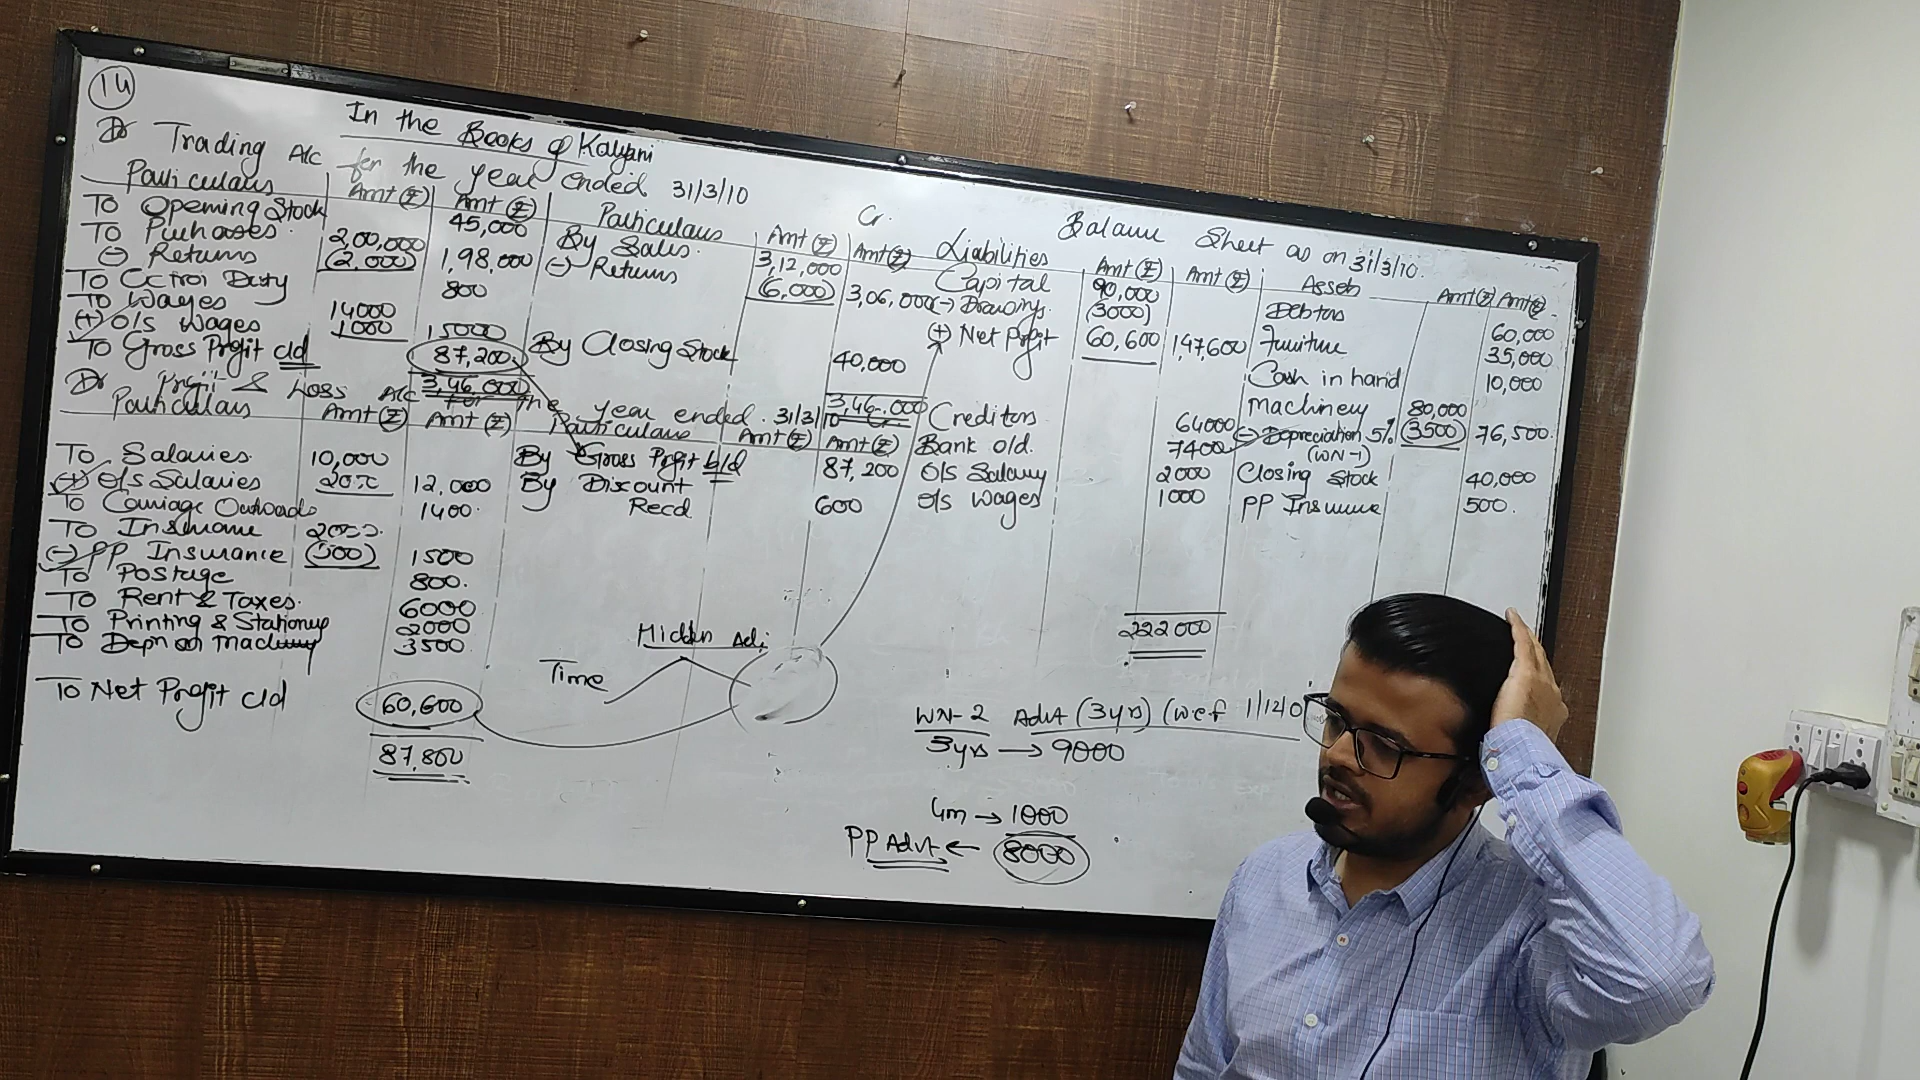 14
In the Books of Kalyani
Dr Trading A/c for the year ended 31/3/10 Cr.
Particulars Amt (₹) Amt (₹) Particulars Amt (₹) Amt (₹)
To Opening Stock 45,000 By Sales 3,12,000
To Purchases 2,00,000 (-) Returns (6,000) 3,06,000
(-) Returns (2,000) 1,98,000
To Octroi Duty 800
To Wages 14000
(+) O/s Wages 1000 15000 By Closing Stock 40,000
To Gross Profit c/d 87,200
3,46,000 3,46,000
Dr Profit & Loss A/c for the year ended 31/3/10
Particulars Amt (₹) Amt (₹) Particulars Amt (₹) Amt (₹)
To Salaries 10,000 By Gross Profit b/d 87,200
(+) O/s Salaries 2000 12,000 By Discount
To Carriage Outwards 1400 Recd 600
To Insurance 2000
(-) PP Insurance (500) 1500
To Postage 800
To Rent & Taxes 6000
To Printing & Stationery 2000
To Depn on Machinery 3500
To Net Profit c/d 60,600
87,800
Hidden Adj.
Time
Balance Sheet as on 31/3/10.
Liabilities Amt (₹) Amt (₹) Assets Amt (₹) Amt (₹)
Capital 90,000 Debtors 60,000
(-) Drawings (3000) Furniture 35,000
(+) Net Profit 60,600 1,47,600 Cash in hand 10,000
Creditors 64000 Machinery 80,000
Bank o/d. 7400 (-) Depreciation 5% (3500) 76,500
(WN-1)
O/s Salary 2000 Closing Stock 40,000
O/s Wages 1000 PP Insurance 500
222000
WN-2 Advt (3yrs) (wef 1/12/0
3yrs → 9000
4m → 1000
PP Advt ← 8000